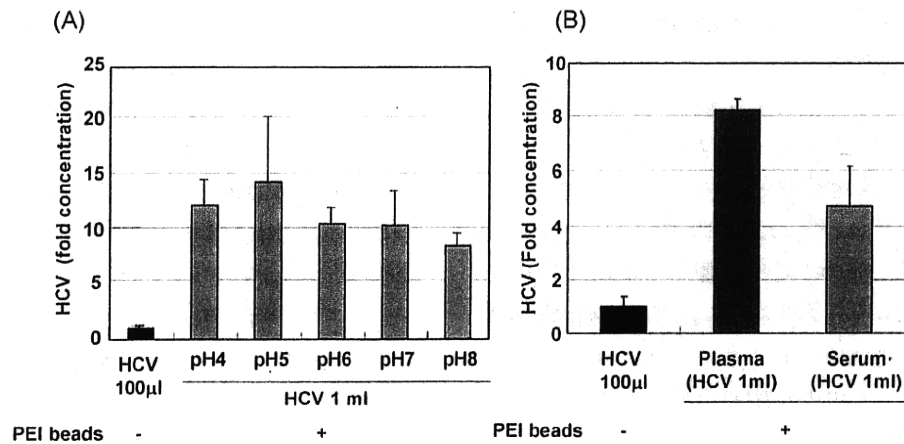 (A)
HCV (fold concentration)
25
20
15
10
5
0
HCV
100µl
pH4 pH5 pH6 pH7 pH8
HCV 1 ml
PEI beads - +
(B)
HCV (Fold concentration)
10
8
6
4
2
0
HCV
100µl
Plasma
(HCV 1ml)
Serum
(HCV 1ml)
PEI beads - +